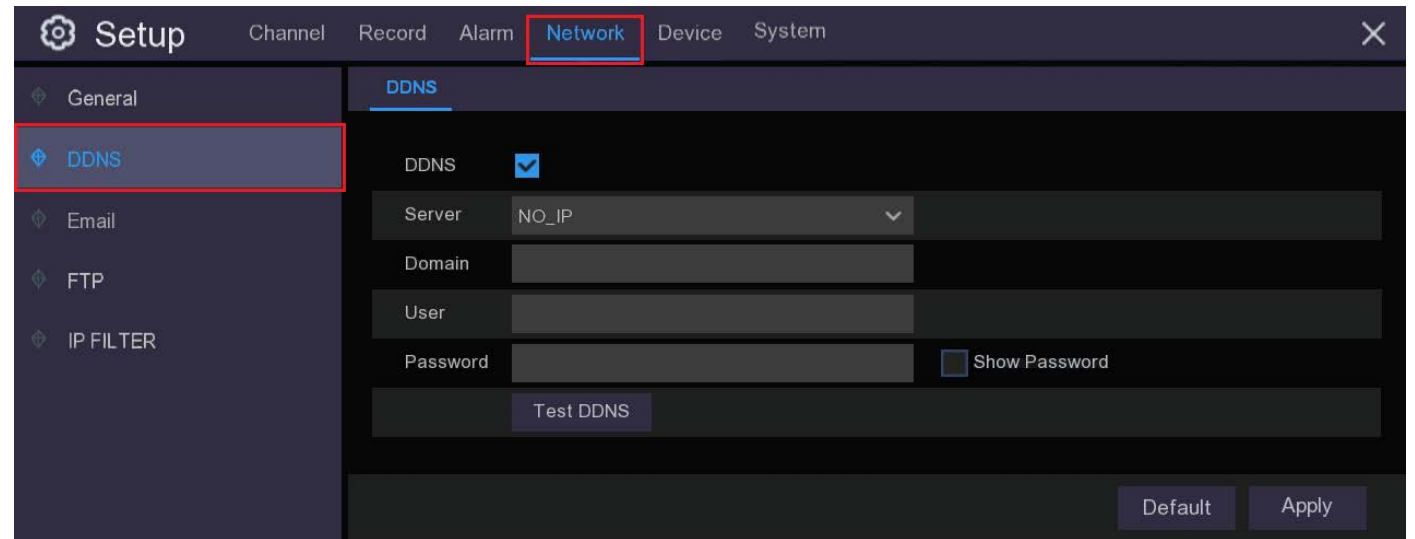 Setup Channel Record Alarm Network Device System
General
DDNS
Email
FTP
IP FILTER
DDNS
DDNS
Server NO_IP
Domain
User
Password Show Password
Test DDNS
Default Apply